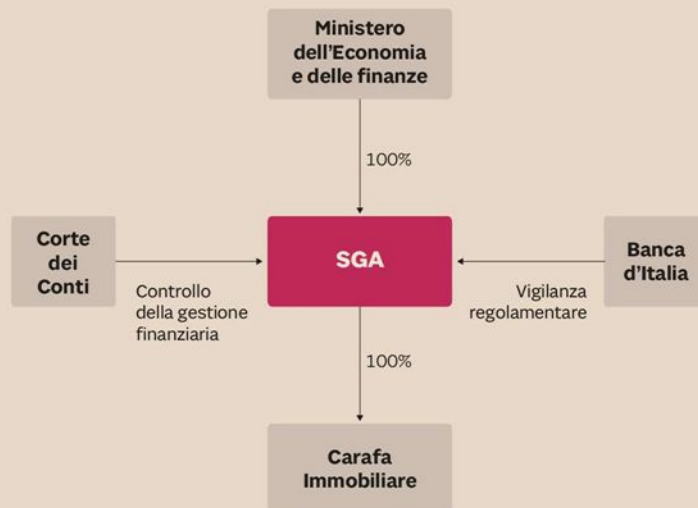 Ministero
dell'Economia
e delle finanze
100%
Corte
dei
Conti
Controllo
della gestione
finanziaria
SGA
Banca
d'Italia
Vigilanza
regolamentare
100%
Carafa
Immobiliare